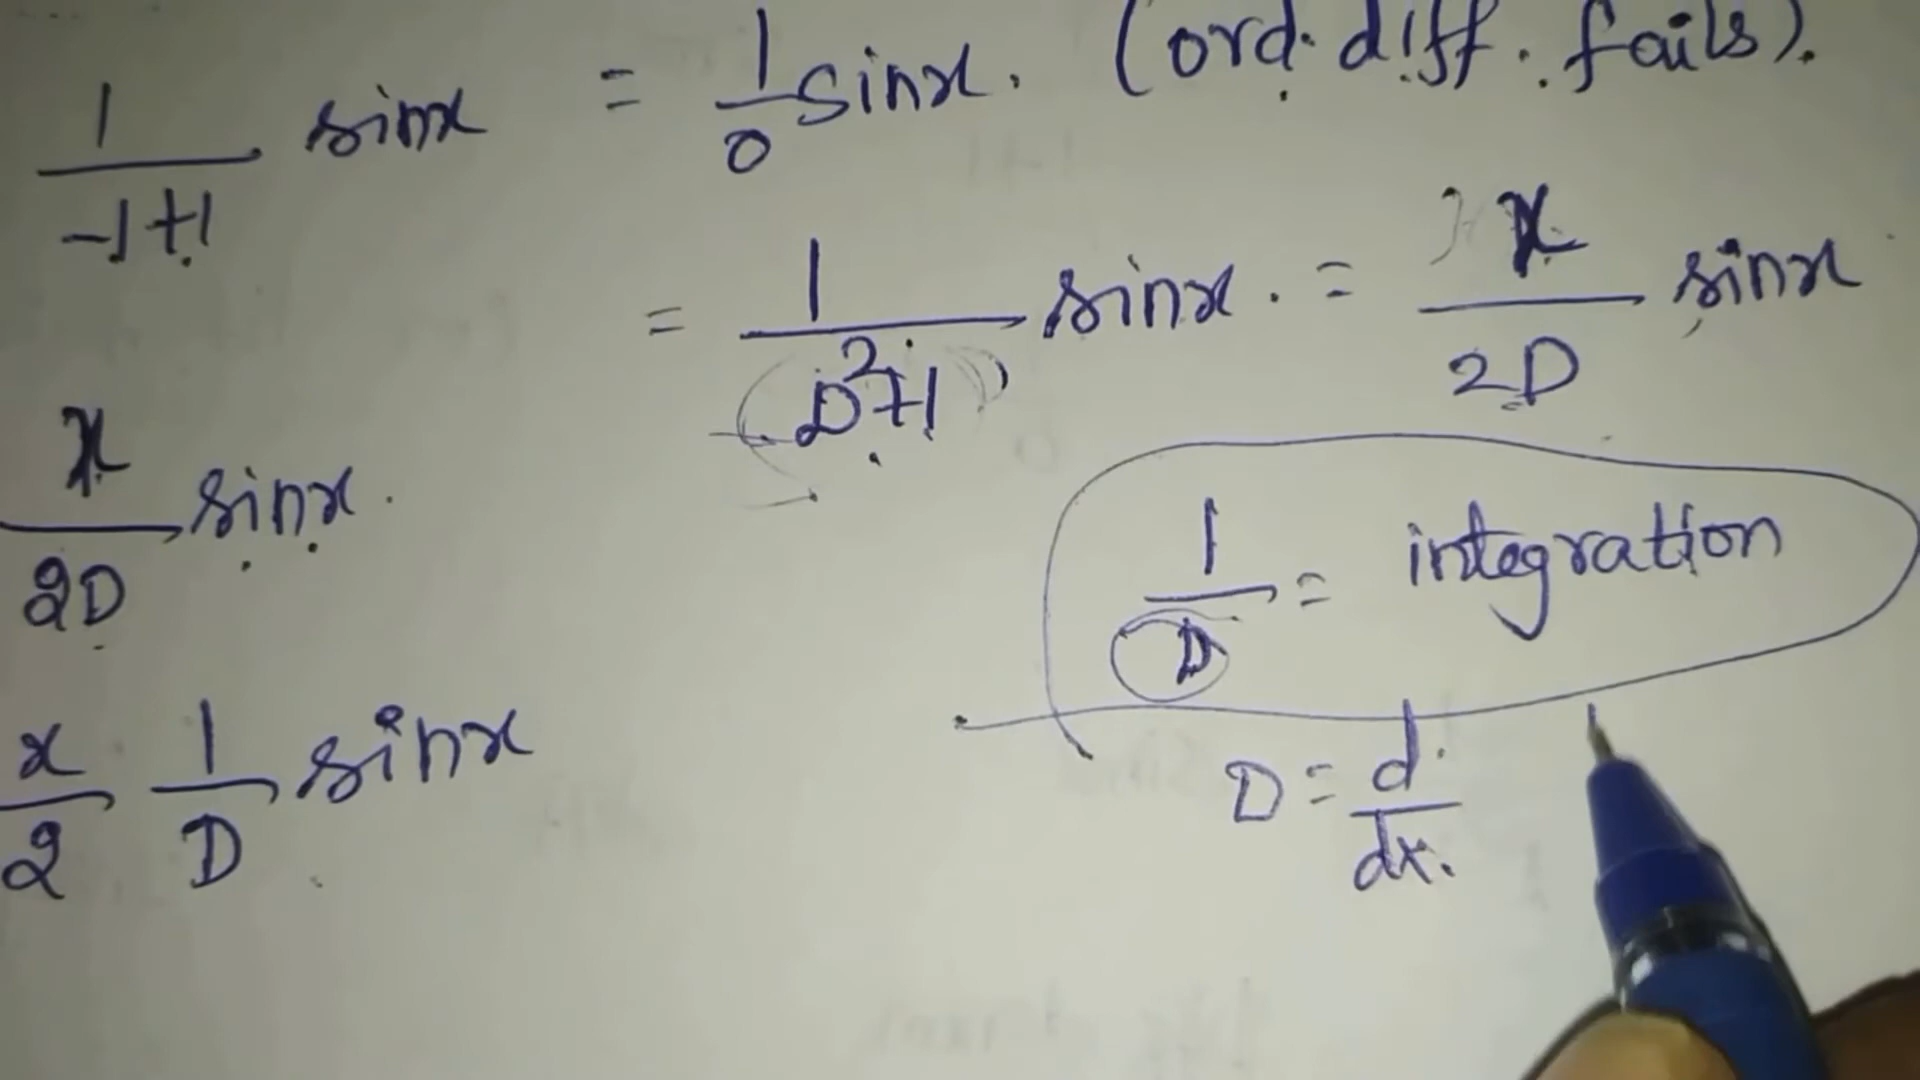 1/(-1+1) sinx = 1/0 sinx. (ord. diff. fails).
= 1/(D²+1) sinx. = x/2D sinx
x/2D sinx.
1/D = integration
x/2 1/D sinx
D = d/dx.